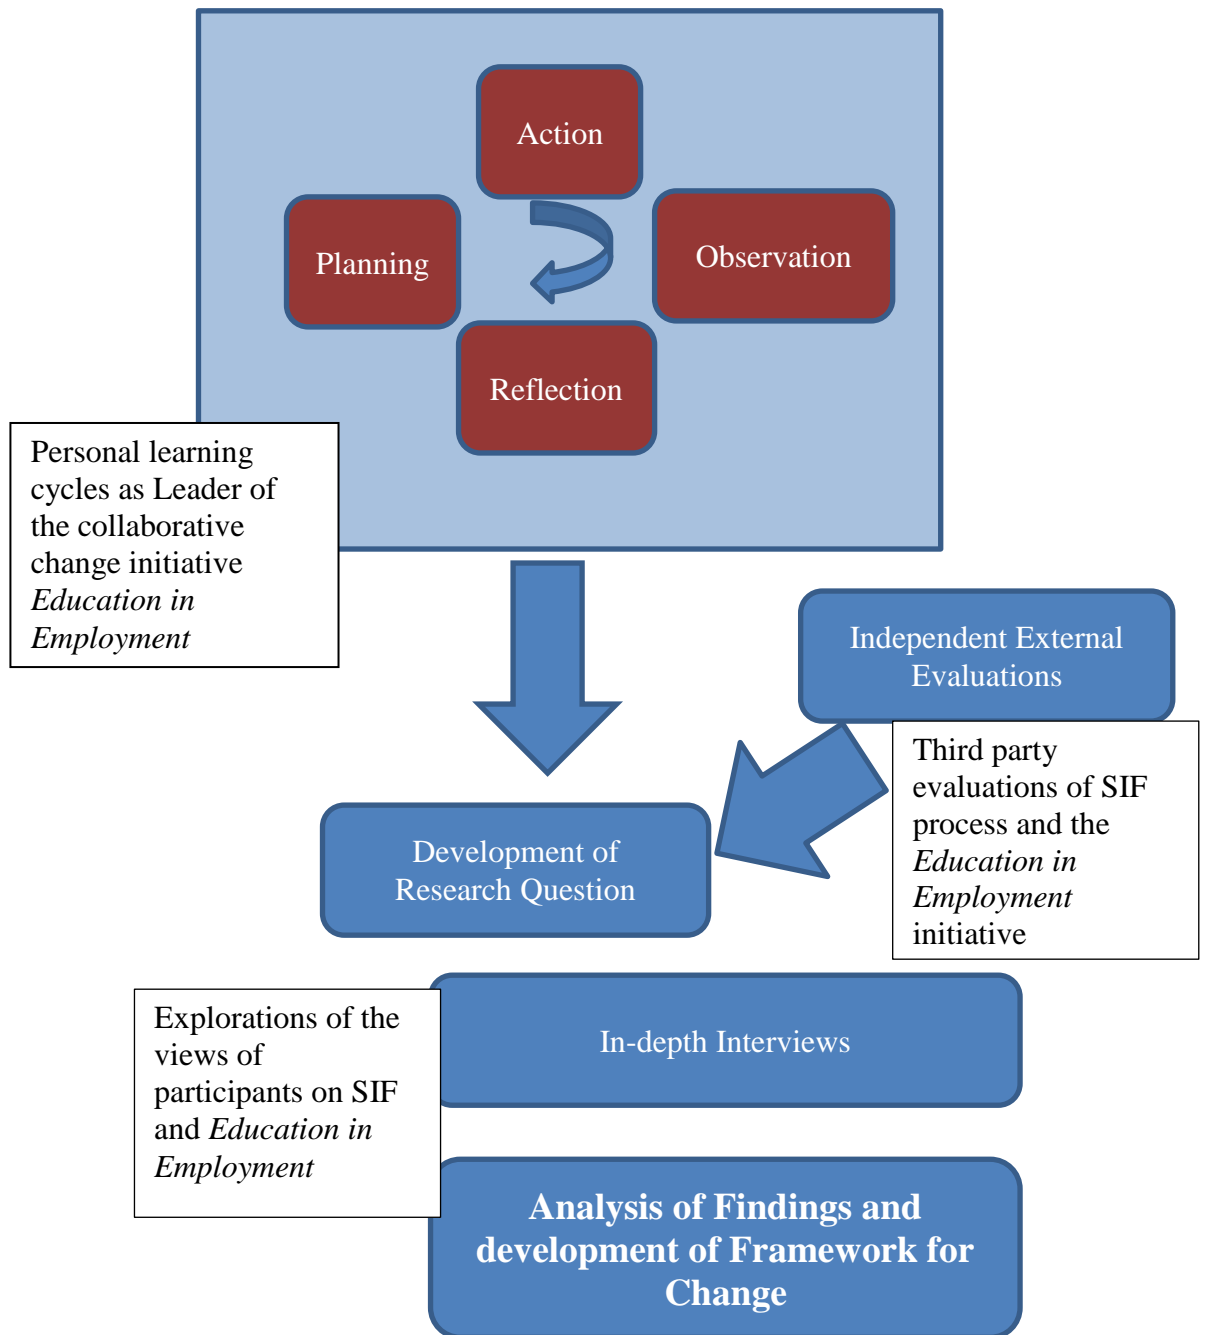 Action
Planning
Observation
Reflection
Personal learning
cycles as Leader of
the collaborative
change initiative
Education in
Employment
Independent External
Evaluations
Third party
evaluations of SIF
process and the
Education in
Employment
initiative
Development of
Research Question
In-depth Interviews
Explorations of the
views of
participants on SIF
and Education in
Employment
Analysis of Findings and
development of Framework for
Change